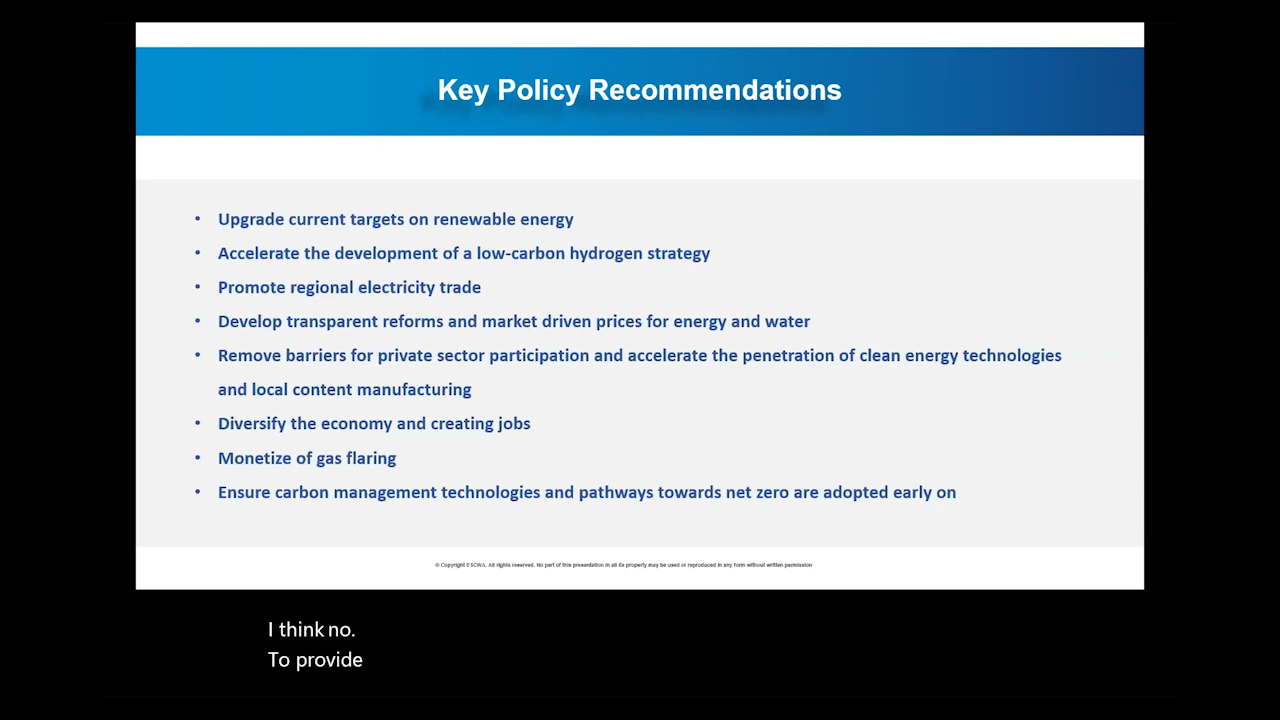 Key Policy Recommendations
• Upgrade current targets on renewable energy
• Accelerate the development of a low-carbon hydrogen strategy
• Promote regional electricity trade
• Develop transparent reforms and market driven prices for energy and water
• Remove barriers for private sector participation and accelerate the penetration of clean energy technologies
and local content manufacturing
• Diversify the economy and creating jobs
• Monetize of gas flaring
• Ensure carbon management technologies and pathways towards net zero are adopted early on
© Copyright ESCWA. All rights reserved. No part of this presentation in all its property may be used or reproduced in any form without written permission
I think no.
To provide